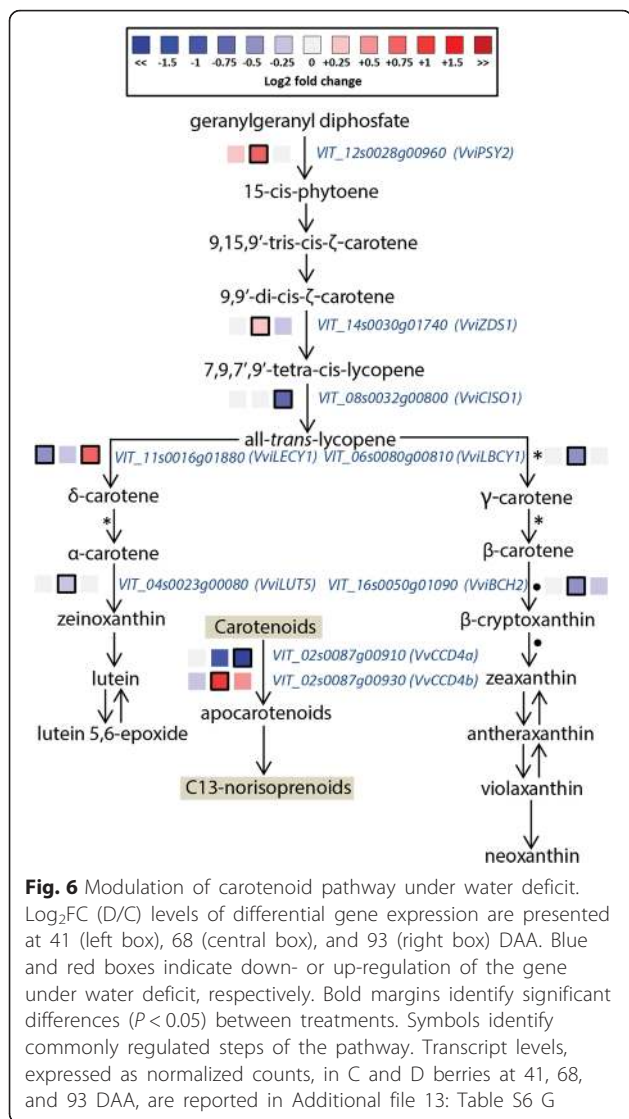 << -1.5 -1 -0.75 -0.5 -0.25 0 +0.25 +0.5 +0.75 +1 +1.5 >>
Log2 fold change
geranylgeranyl diphosfate
VIT_12s0028g00960 (VviPSY2)
15-cis-phytoene
9,15,9'-tris-cis-ζ-carotene
9,9'-di-cis-ζ-carotene
VIT_14s0030g01740 (VviZDS1)
7,9,7',9'-tetra-cis-lycopene
VIT_08s0032g00800 (VviCISO1)
all-trans-lycopene
VIT_11s0016g01880 (VviLECY1) VIT_06s0080g00810 (VviLBCY1) *
δ-carotene γ-carotene
* *
α-carotene β-carotene
VIT_04s0023g00080 (VviLUT5) VIT_16s0050g01090 (VviBCH2) •
zeinoxanthin β-cryptoxanthin
Carotenoids •
VIT_02s0087g00910 (VvCCD4a)
lutein VIT_02s0087g00930 (VvCCD4b) zeaxanthin
apocarotenoids
lutein 5,6-epoxide antheraxanthin
C13-norisoprenoids violaxanthin
neoxanthin
Fig. 6 Modulation of carotenoid pathway under water deficit.
Log₂FC (D/C) levels of differential gene expression are presented
at 41 (left box), 68 (central box), and 93 (right box) DAA. Blue
and red boxes indicate down- or up-regulation of the gene
under water deficit, respectively. Bold margins identify significant
differences (P < 0.05) between treatments. Symbols identify
commonly regulated steps of the pathway. Transcript levels,
expressed as normalized counts, in C and D berries at 41, 68,
and 93 DAA, are reported in Additional file 13: Table S6 G